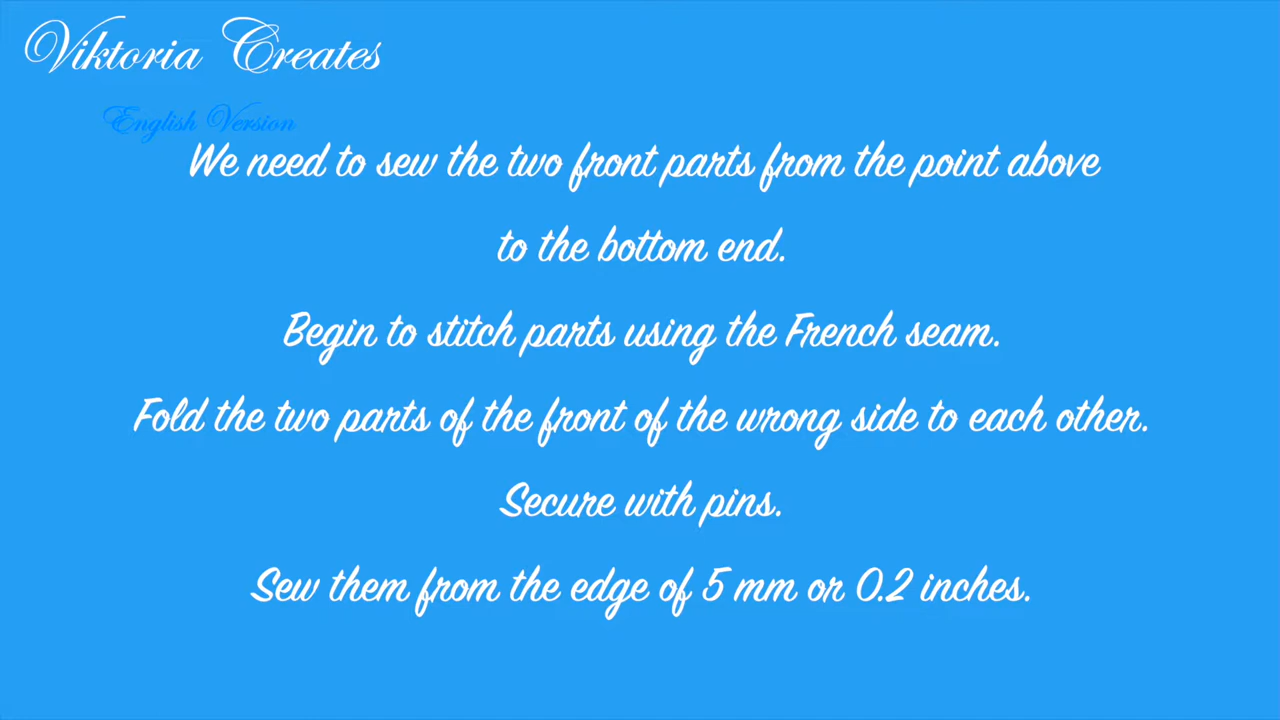 Viktoria Creates
English Version
We need to sew the two front parts from the point above
to the bottom end.
Begin to stitch parts using the French seam.
Fold the two parts of the front of the wrong side to each other.
Secure with pins.
Sew them from the edge of 5 mm or 0.2 inches.